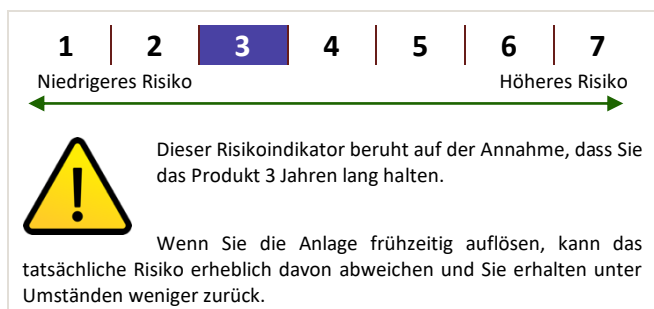 1 2 3 4 5 6 7
Niedrigeres Risiko Höheres Risiko
Dieser Risikoindikator beruht auf der Annahme, dass Sie
das Produkt 3 Jahren lang halten.
Wenn Sie die Anlage frühzeitig auflösen, kann das
tatsächliche Risiko erheblich davon abweichen und Sie erhalten unter
Umständen weniger zurück.